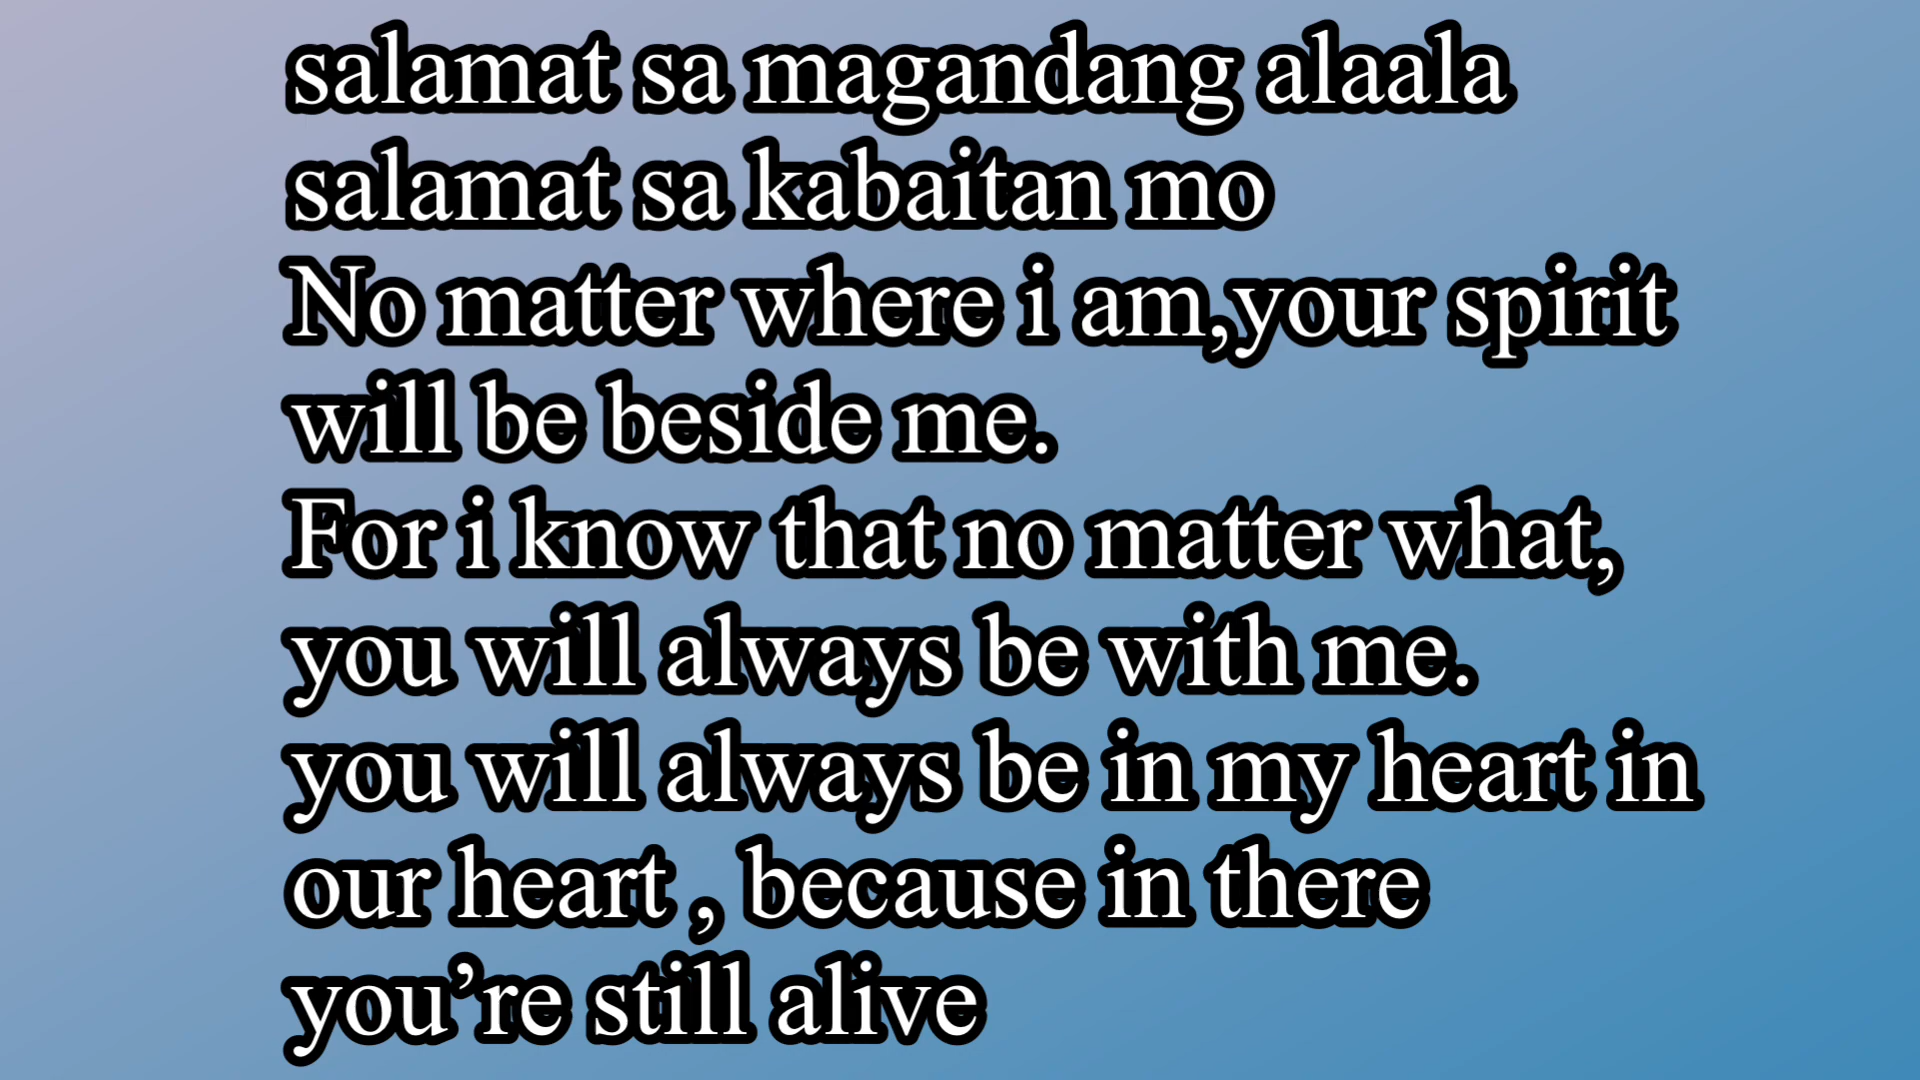 salamat sa magandang alaala
salamat sa kabaitan mo
No matter where i am,your spirit
will be beside me.
For i know that no matter what,
you will always be with me.
you will always be in my heart in
our heart , because in there
you’re still alive